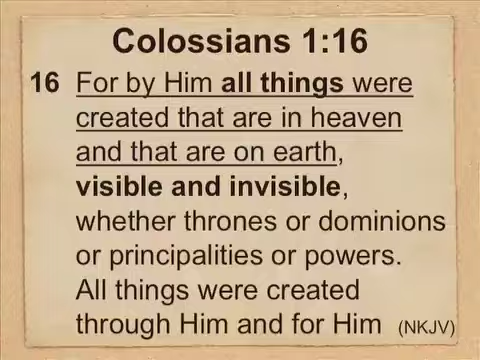 Colossians 1:16
16 For by Him all things were
created that are in heaven
and that are on earth,
visible and invisible,
whether thrones or dominions
or principalities or powers.
All things were created
through Him and for Him (NKJV)